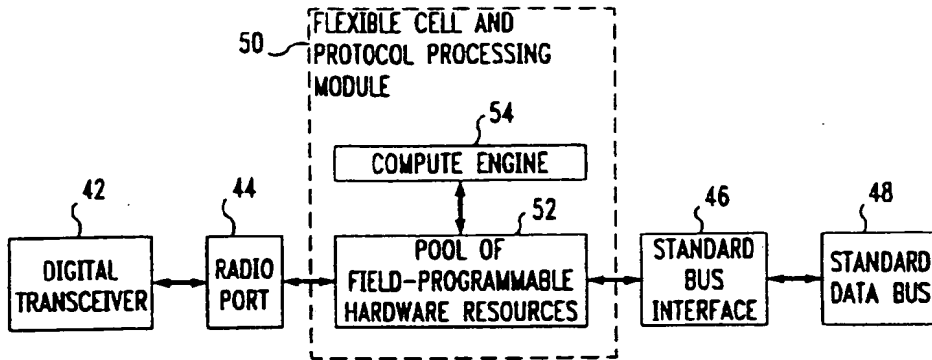 50
FLEXIBLE CELL AND
PROTOCOL PROCESSING
MODULE
54
COMPUTE ENGINE
42
DIGITAL
TRANSCEIVER
44
RADIO
PORT
52
POOL OF
FIELD-PROGRAMMABLE
HARDWARE RESOURCES
46
STANDARD
BUS
INTERFACE
48
STANDARD
DATA BUS